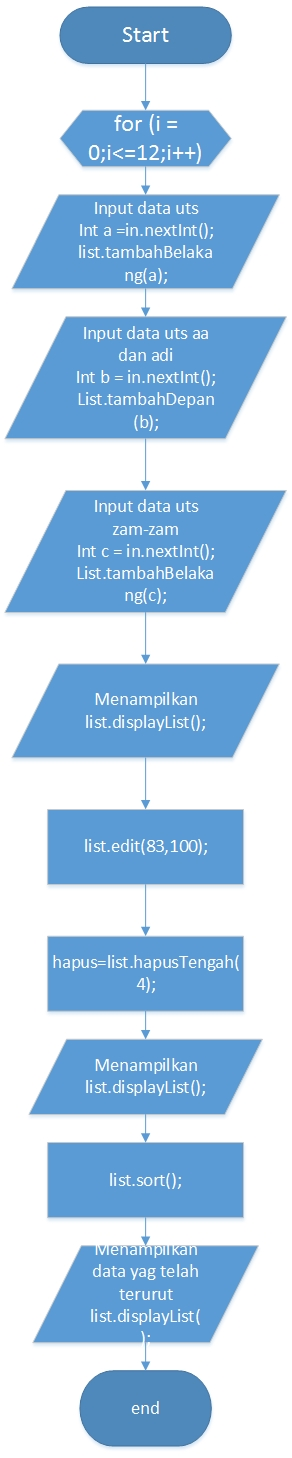 Start
for (i =
0;i<=12;i++)
Input data uts
Int a =in.nextInt();
list.tambahBelaka
ng(a);
Input data uts aa
dan adi
Int b = in.nextInt();
List.tambahDepan
(b);
Input data uts
zam-zam
Int c = in.nextInt();
List.tambahBelaka
ng(c);
Menampilkan
list.displayList();
list.edit(83,100);
hapus=list.hapusTengah(
4);
Menampilkan
list.displayList();
list.sort();
Menampilkan
data yag telah
terurut
list.displayList(
);
end